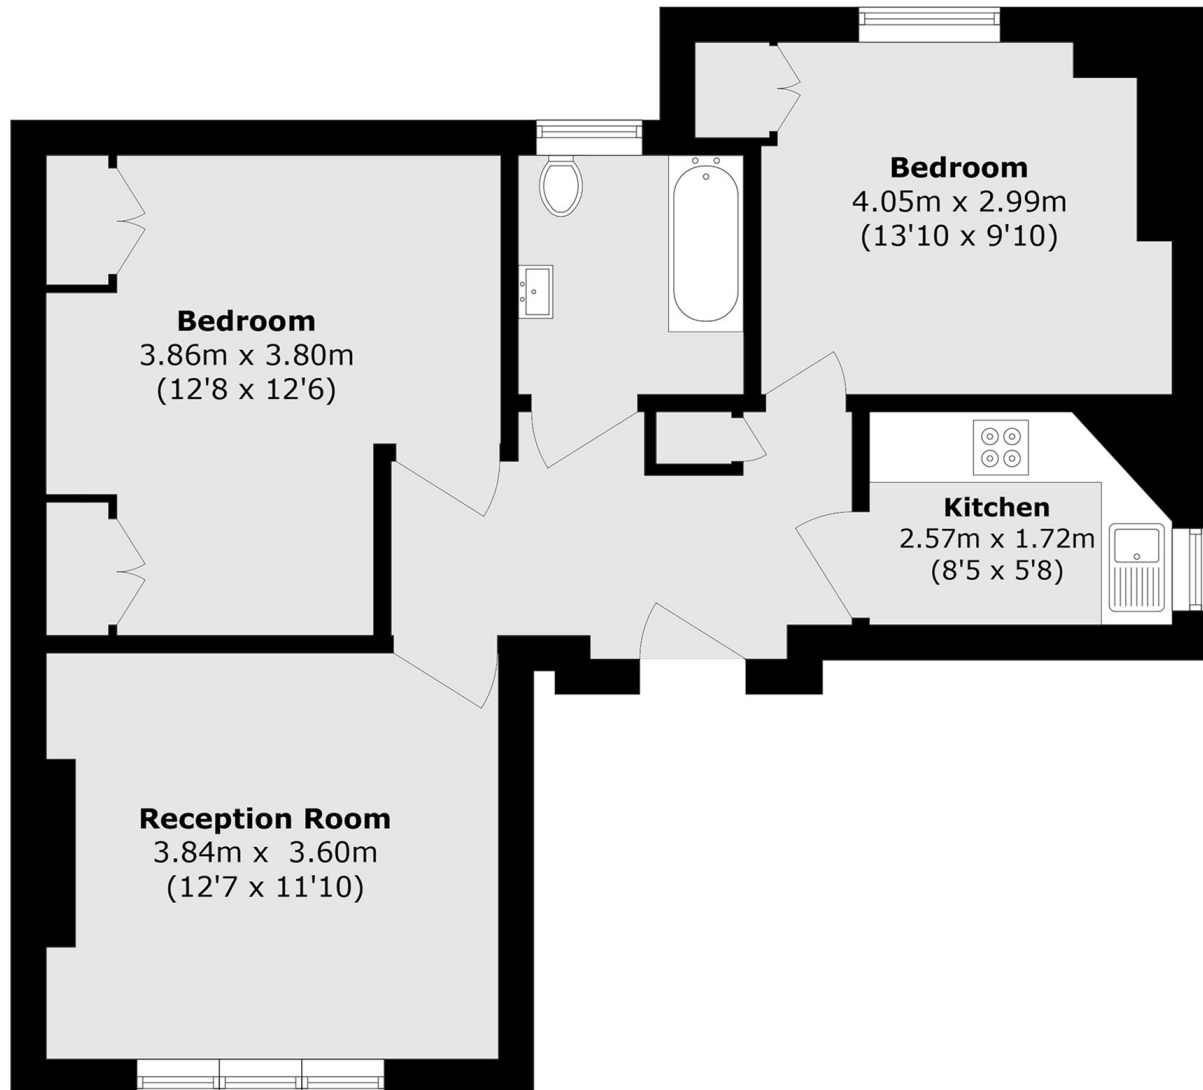 Bedroom
4.05m x 2.99m
(13'10 x 9'10)
Bedroom
3.86m x 3.80m
(12'8 x 12'6)
Kitchen
2.57m x 1.72m
(8'5 x 5'8)
Reception Room
3.84m x  3.60m
(12'7 x 11'10)